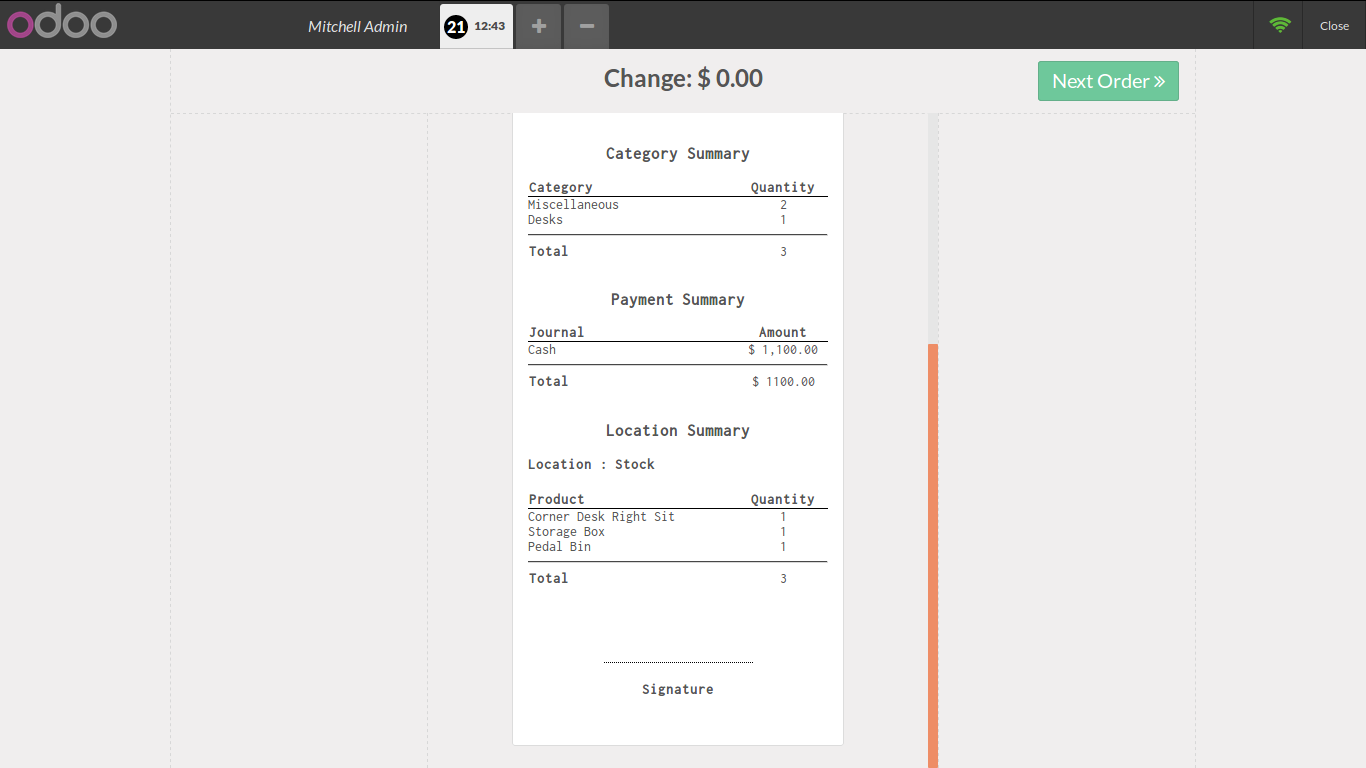 odoo Mitchell Admin 21 12:43 + − Close
Change: $ 0.00 Next Order »
Category Summary
Category Quantity
Miscellaneous 2
Desks 1
Total 3
Payment Summary
Journal Amount
Cash $ 1,100.00
Total $ 1100.00
Location Summary
Location : Stock
Product Quantity
Corner Desk Right Sit 1
Storage Box 1
Pedal Bin 1
Total 3
Signature